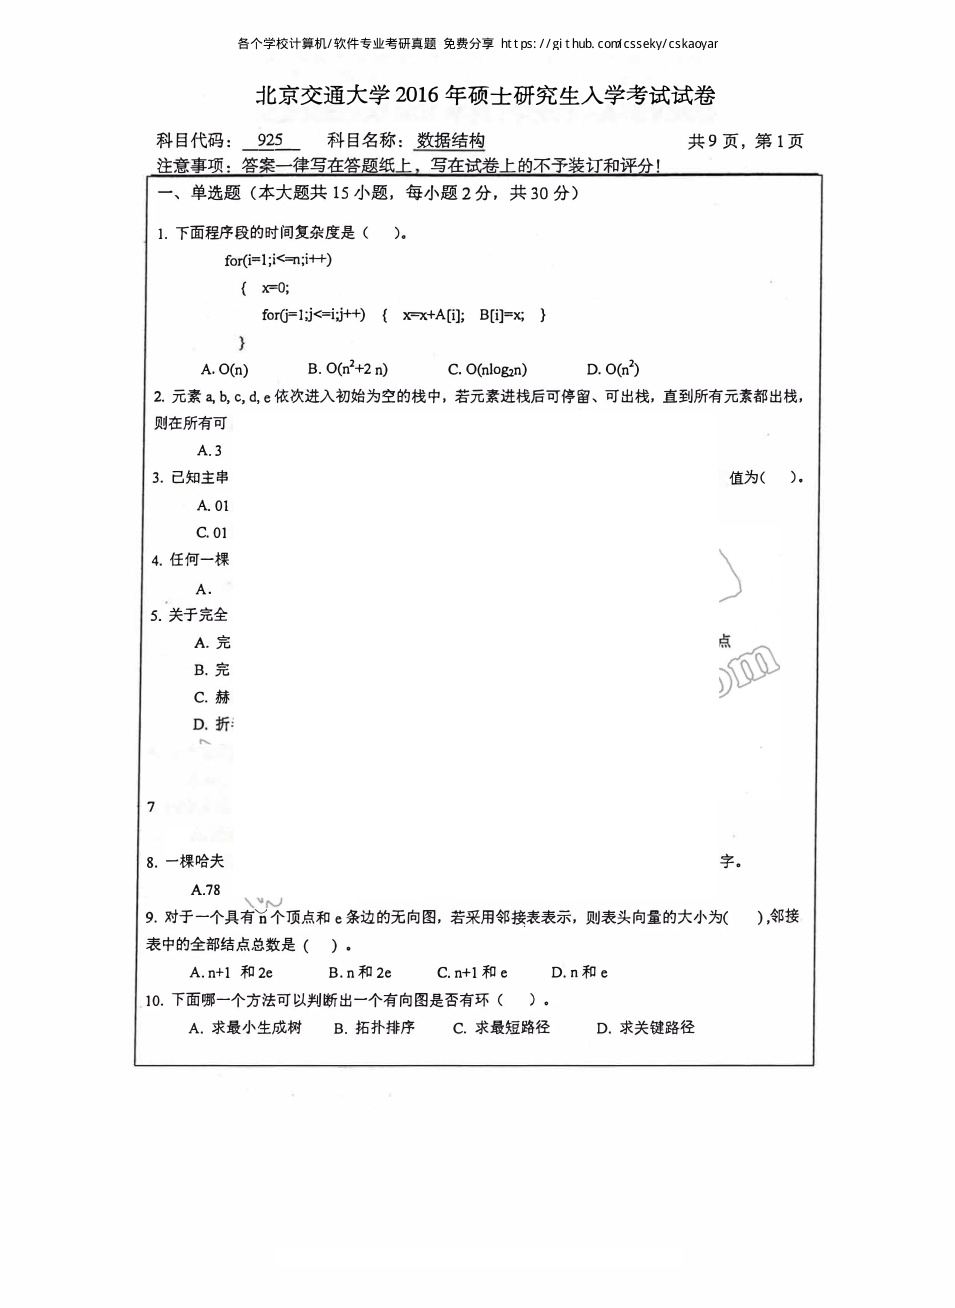 各个学校计算机/软件专业考研真题 免费分享 https://github.com/csseky/cskaoyan
北京交通大学 2016 年硕士研究生入学考试试卷
科目代码： 925 科目名称：数据结构 共 9 页，第 1 页
注意事项：答案一律写在答题纸上，写在试卷上的不予装订和评分！
一、单选题（本大题共 15 小题，每小题 2 分，共 30 分）
1. 下面程序段的时间复杂度是（ ）。
for(i=1;i<=n;i++)
{ x=0;
for(j=1;j<=i;j++) { x=x+A[i]; B[i]=x; }
}
A. O(n) B. O(n²+2 n) C. O(nlog₂n) D. O(n²)
2. 元素 a, b, c, d, e 依次进入初始为空的栈中，若元素进栈后可停留、可出栈，直到所有元素都出栈，
则在所有可
A. 3
3. 已知主串 值为( )。
A. 01
C. 01
4. 任何一棵
A.
5. 关于完全
A. 完 点
B. 完
C. 赫
D. 折
7
8. 一棵哈夫 字。
A.78
9. 对于一个具有 n 个顶点和 e 条边的无向图，若采用邻接表表示，则表头向量的大小为( ),邻接
表中的全部结点总数是 ( ) 。
A. n+1 和 2e B. n 和 2e C. n+1 和 e D. n 和 e
10. 下面哪一个方法可以判断出一个有向图是否有环（ ）。
A. 求最小生成树 B. 拓扑排序 C. 求最短路径 D. 求关键路径